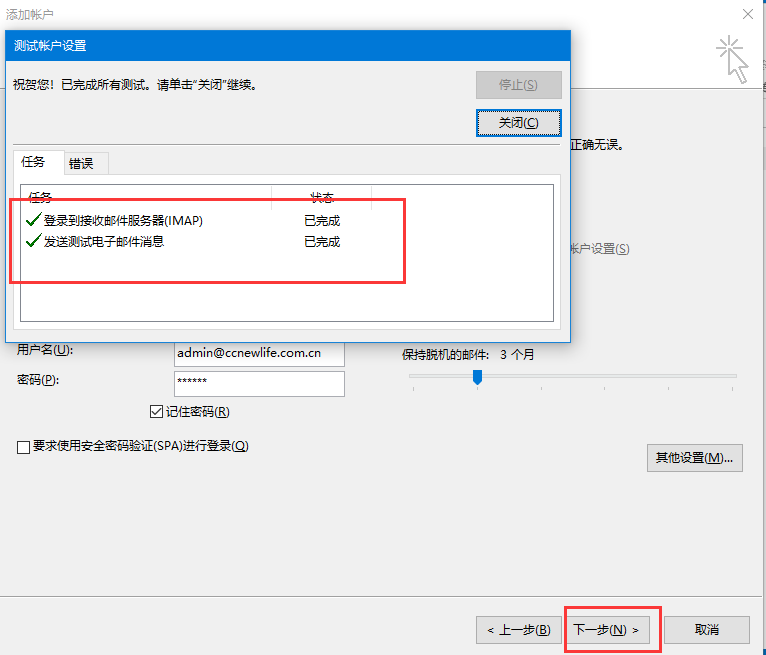 添加帐户
测试帐户设置
祝贺您！已完成所有测试。请单击“关闭”继续。
停止(S)
关闭(C)
正确无误。
任务 错误
任务 状态
登录到接收邮件服务器(IMAP) 已完成
发送测试电子邮件消息 已完成
帐户设置(S)
用户名(U): admin@ccnewlife.com.cn 保持脱机的邮件: 3 个月
密码(P): ******
记住密码(R)
要求使用安全密码验证(SPA)进行登录(Q)
其他设置(M)...
< 上一步(B) 下一步(N) > 取消